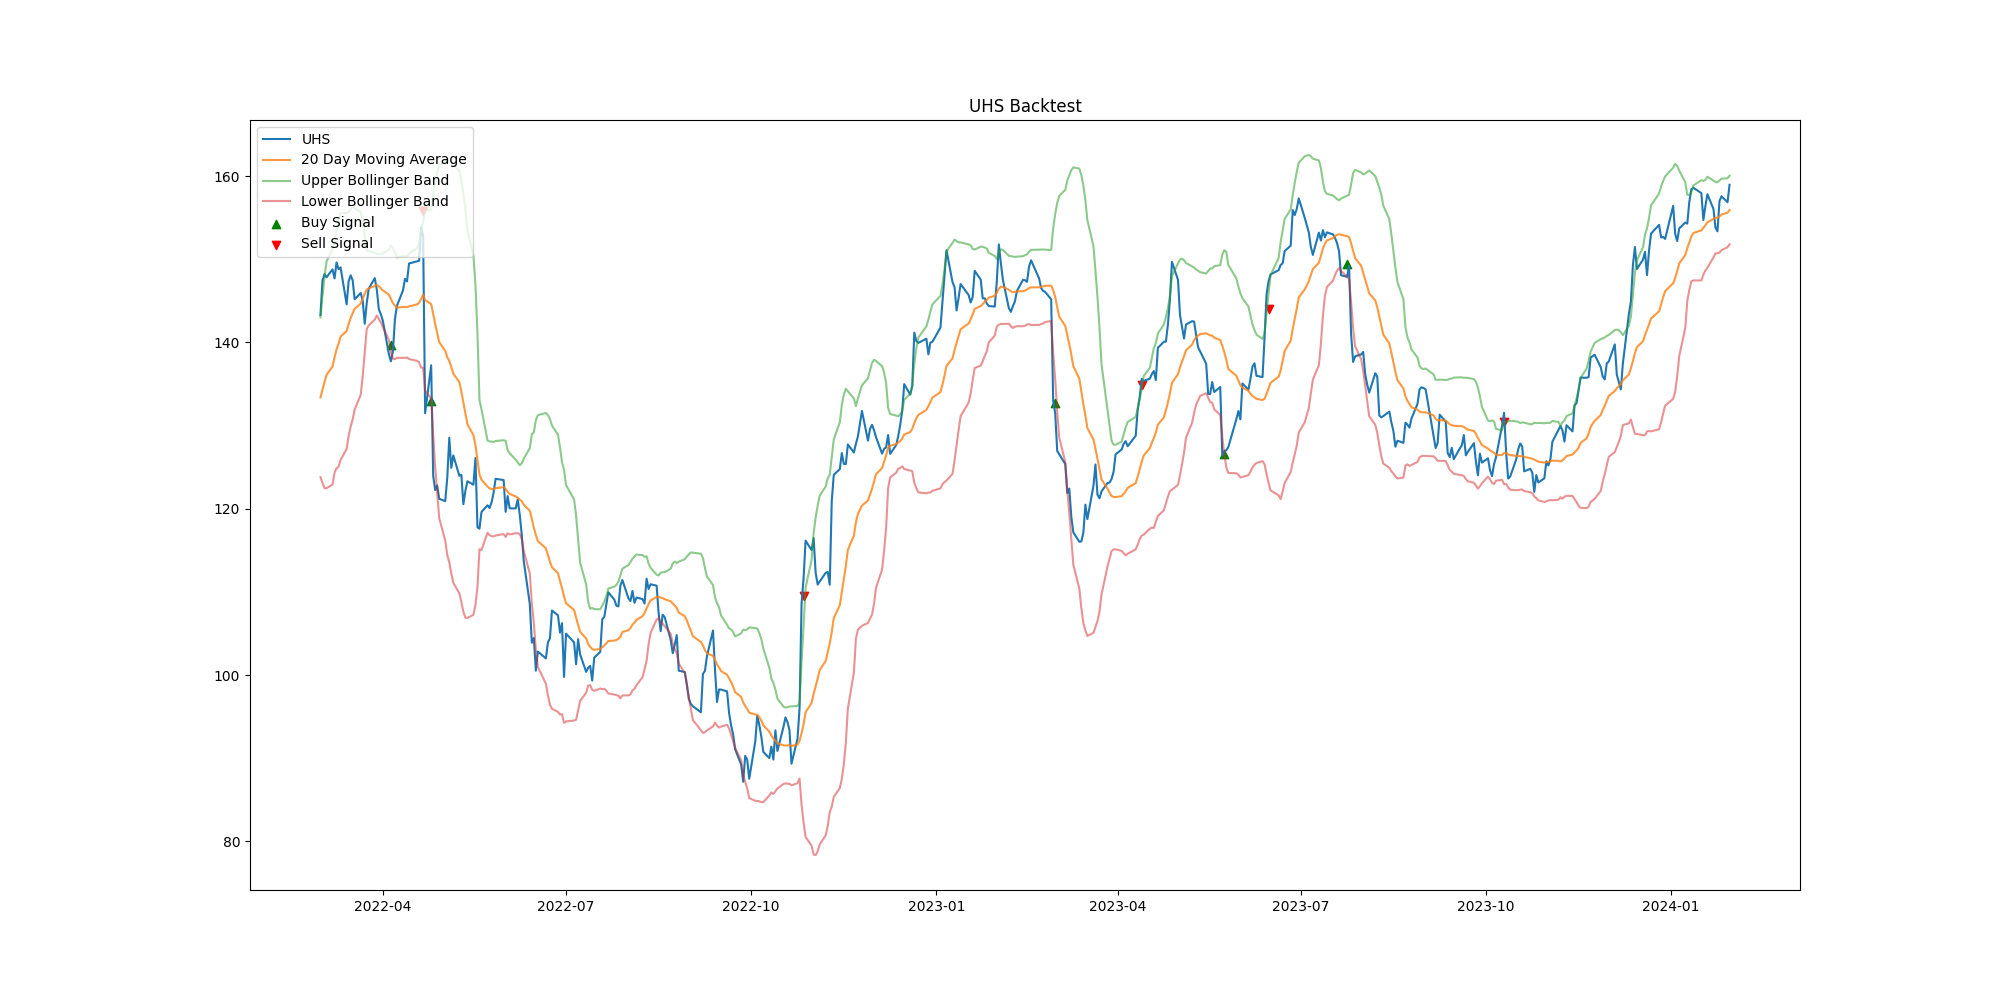 UHS Backtest
UHS
20 Day Moving Average
Upper Bollinger Band
Lower Bollinger Band
Buy Signal
Sell Signal
160
140
120
100
80
2022-04 2022-07 2022-10 2023-01 2023-04 2023-07 2023-10 2024-01